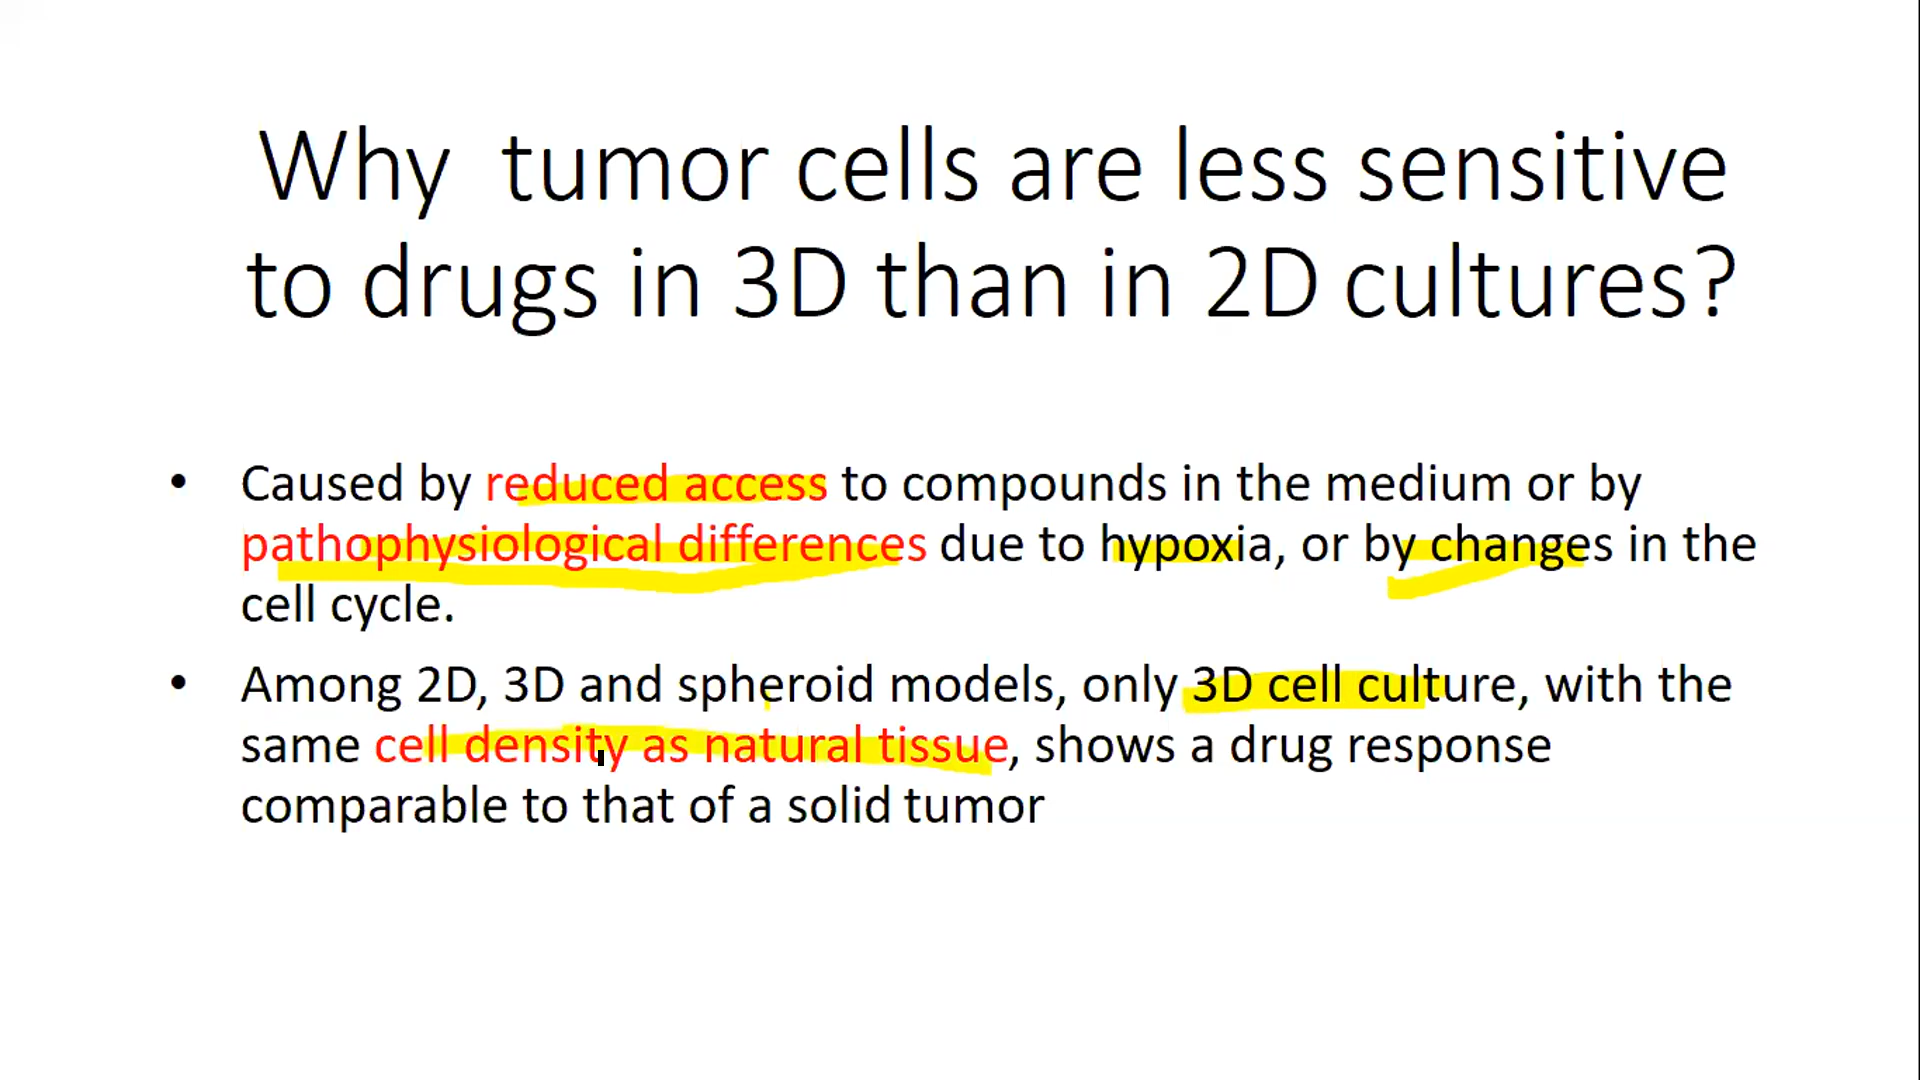 Why  tumor cells are less sensitive
to drugs in 3D than in 2D cultures?
• Caused by reduced access to compounds in the medium or by
pathophysiological differences due to hypoxia, or by changes in the
cell cycle.
• Among 2D, 3D and spheroid models, only 3D cell culture, with the
same cell density as natural tissue, shows a drug response
comparable to that of a solid tumor